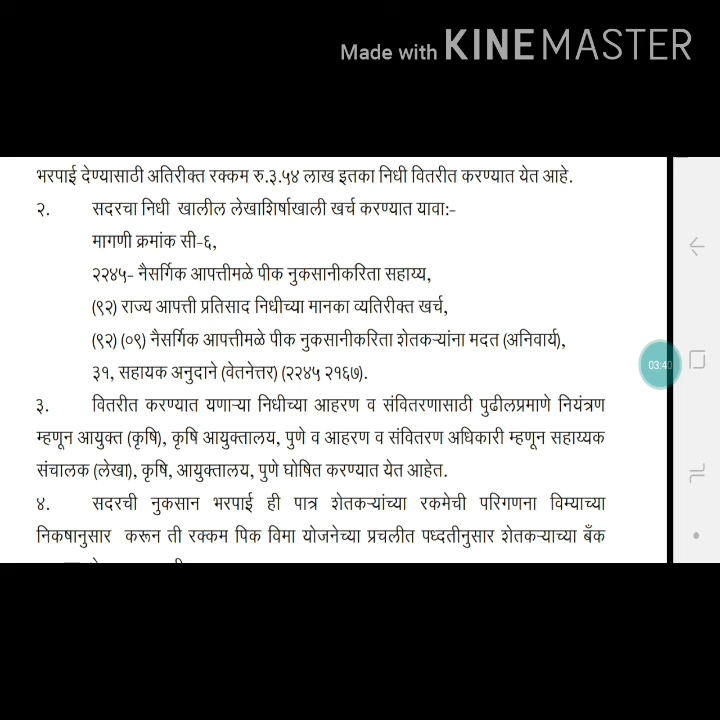 Made with KINEMASTER
भरपाई देण्यासाठी अतिरीक्त रक्कम रु.३.५४ लाख इतका निधी वितरीत करण्यात येत आहे.
२. सदरचा निधी खालील लेखाशिर्षाखाली खर्च करण्यात यावा:-
मागणी क्रमांक सी-६,
२२४५- नैसर्गिक आपत्तीमळे पीक नुकसानीकरिता सहाय्य,
(९२) राज्य आपत्ती प्रतिसाद निधीच्या मानका व्यतिरीक्त खर्च,
(९२) (०९) नैसर्गिक आपत्तीमळे पीक नुकसानीकरिता शेतकऱ्यांना मदत (अनिवार्य),
३१, सहायक अनुदाने (वेतनेत्तर) (२२४५ २१६७).
03:40
३. वितरीत करण्यात यणाऱ्या निधीच्या आहरण व संवितरणासाठी पुढीलप्रमाणे नियंत्रण
म्हणून आयुक्त (कृषि), कृषि आयुक्तालय, पुणे व आहरण व संवितरण अधिकारी म्हणून सहाय्यक
संचालक (लेखा), कृषि, आयुक्तालय, पुणे घोषित करण्यात येत आहेत.
४. सदरची नुकसान भरपाई ही पात्र शेतकऱ्यांच्या रकमेची परिगणना विम्याच्या
निकषानुसार करून ती रक्कम पिक विमा योजनेच्या प्रचलीत पध्दतीनुसार शेतकऱ्याच्या बँक